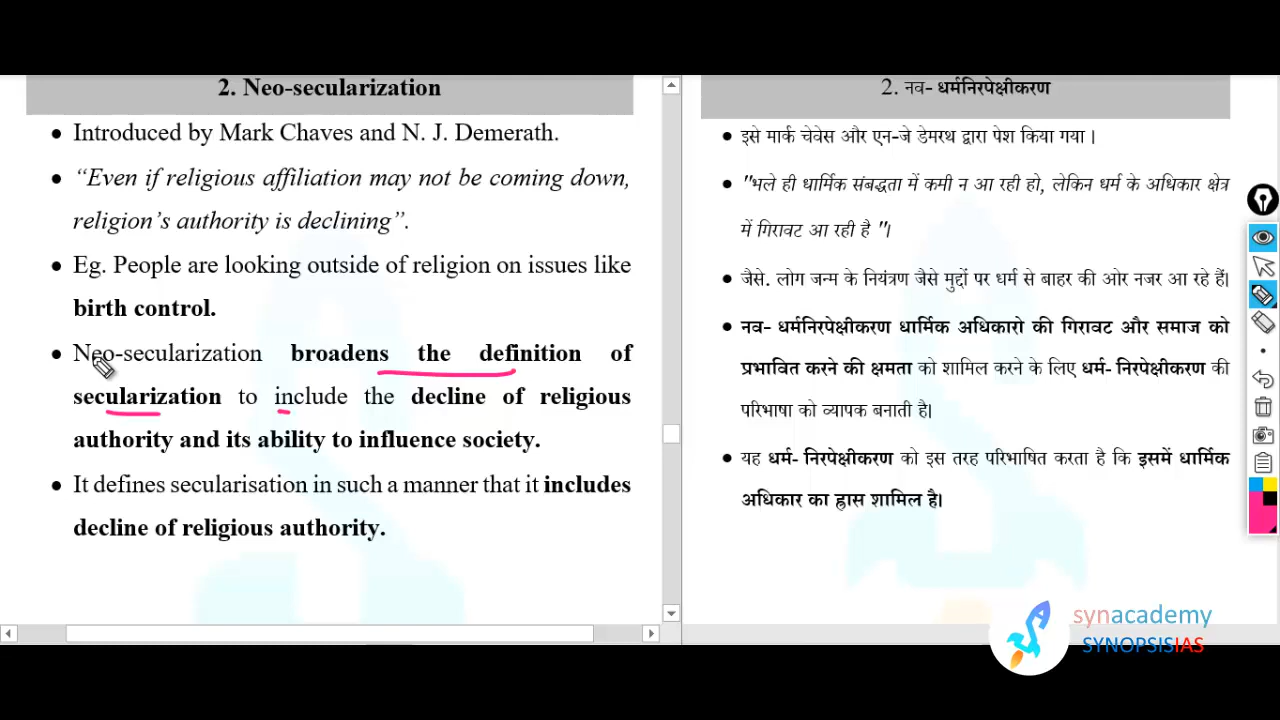 2. Neo-secularization
Introduced by Mark Chaves and N. J. Demerath.
“Even if religious affiliation may not be coming down,
religion’s authority is declining”.
Eg. People are looking outside of religion on issues like
birth control.
Neo-secularization broadens the definition of
secularization to include the decline of religious
authority and its ability to influence society.
It defines secularisation in such a manner that it includes
decline of religious authority.
2. नव- धर्मनिरपेक्षीकरण
इसे मार्क चेवेस और एन-जे डेमरथ द्वारा पेश किया गया ।
"भले ही धार्मिक संबद्धता में कमी न आ रही हो, लेकिन धर्म के अधिकार क्षेत्र
में गिरावट आ रही है "।
जैसे. लोग जन्म के नियंत्रण जैसे मुद्दों पर धर्म से बाहर की ओर नजर आ रहे हैं।
नव- धर्मनिरपेक्षीकरण धार्मिक अधिकारो की गिरावट और समाज को
प्रभावित करने की क्षमता को शामिल करने के लिए धर्म- निरपेक्षीकरण की
परिभाषा को व्यापक बनाती है।
यह धर्म- निरपेक्षीकरण को इस तरह परिभाषित करता है कि इसमें धार्मिक
अधिकार का ह्रास शामिल है।
synacademy
SYNOPSISIAS